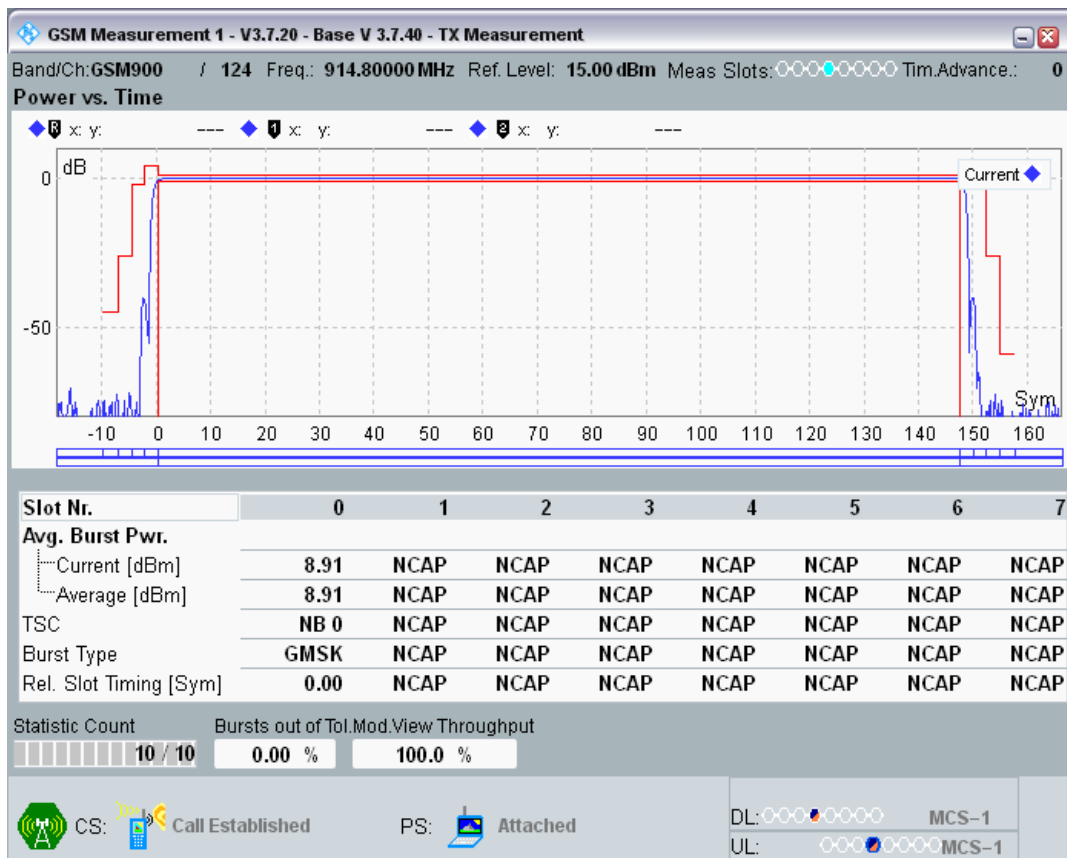 GSM Measurement 1 - V3.7.20 - Base V 3.7.40 - TX Measurement
Band/Ch:GSM900 / 124 Freq.: 914.80000 MHz Ref. Level: 15.00 dBm Meas Slots: Tim.Advance.: 0
Power vs. Time
R x: y: --- 1 x: y: --- 2 x: y: ---
dB
Current
0
-50
Sym
-10 0 10 20 30 40 50 60 70 80 90 100 110 120 130 140 150 160
Slot Nr. 0 1 2 3 4 5 6 7
Avg. Burst Pwr.
Current [dBm] 8.91 NCAP NCAP NCAP NCAP NCAP NCAP NCAP
Average [dBm] 8.91 NCAP NCAP NCAP NCAP NCAP NCAP NCAP
TSC NB 0 NCAP NCAP NCAP NCAP NCAP NCAP NCAP
Burst Type GMSK NCAP NCAP NCAP NCAP NCAP NCAP NCAP
Rel. Slot Timing [Sym] 0.00 NCAP NCAP NCAP NCAP NCAP NCAP NCAP
Statistic Count Bursts out of Tol.Mod.View Throughput
10 / 10 0.00 % 100.0 %
CS: Call Established PS: Attached DL: MCS-1
UL: MCS-1